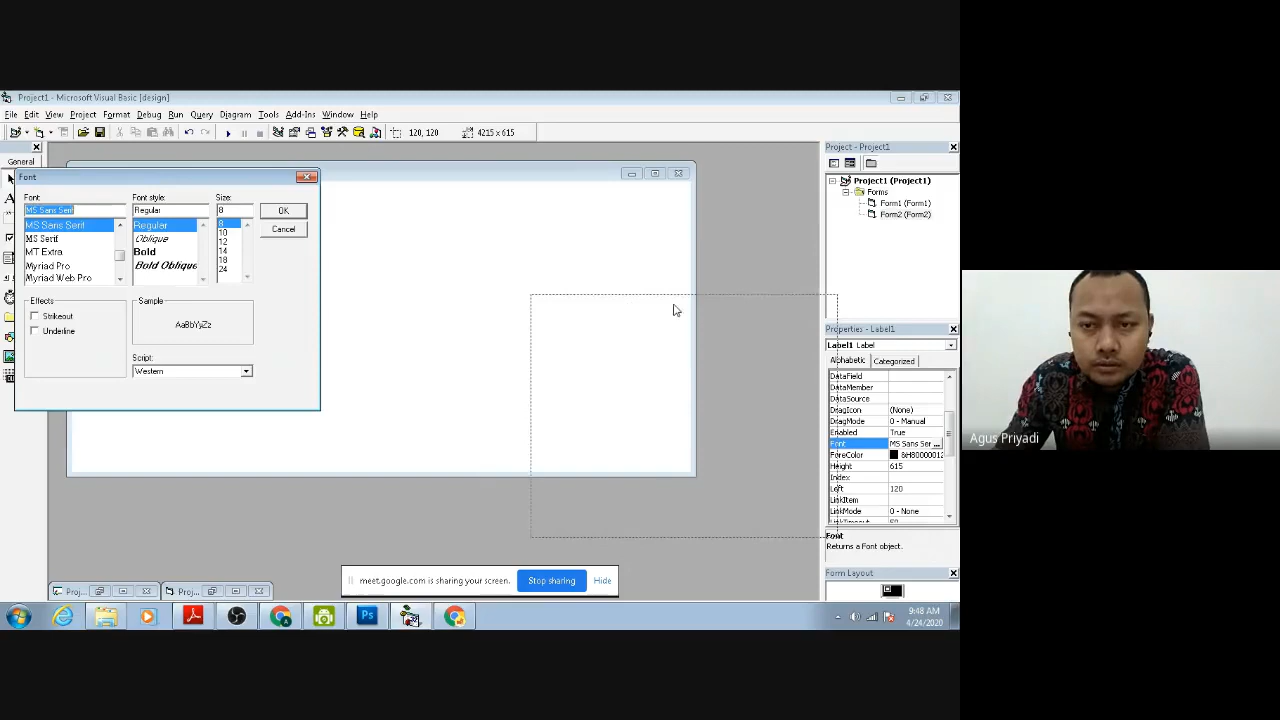 Project1 - Microsoft Visual Basic [design]
File Edit View Project Format Debug Run Query Diagram Tools Add-Ins Window Help
120, 120 4215 x 615
General
Font
Font: Font style: Size:
MS Sans Serif Regular 8 OK
MS Sans Serif Regular 8 Cancel
MS Serif Oblique 10
MT Extra Bold 12
Myriad Pro Bold Oblique 14
Myriad Web Pro 18
24
Effects Sample
Strikeout
Underline
AaBbYyZz
Script:
Western
Project - Project1
Project1 (Project1)
Forms
Form1 (Form1)
Form2 (Form2)
Properties - Label1
Label1 Label
Alphabetic Categorized
DataField
DataMember
DataSource
DragIcon (None)
DragMode 0 - Manual
Enabled True
Font MS Sans Ser ...
ForeColor &H80000012
Height 615
Index
Left 120
LinkItem
LinkMode 0 - None
LinkTimeout 50
Font
Returns a Font object.
Form Layout
Proj... Proj...
meet.google.com is sharing your screen. Stop sharing Hide
Ps
9:48 AM
4/24/2020
Agus Priyadi